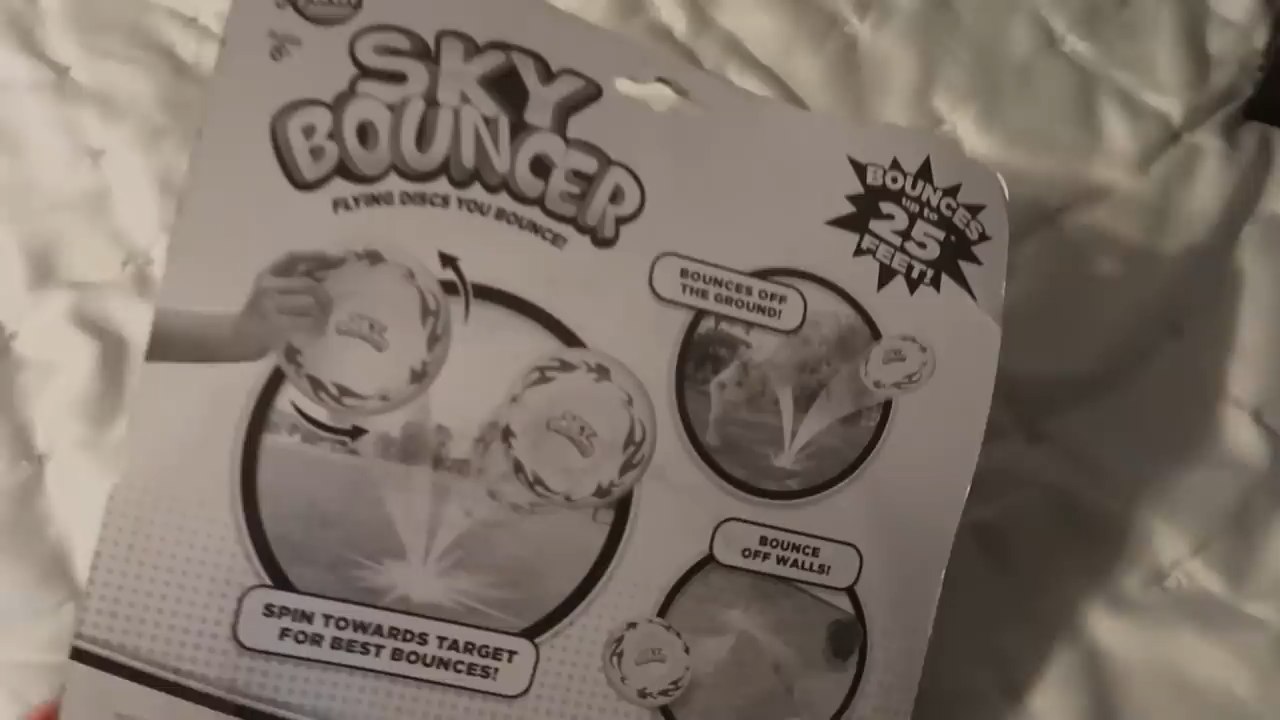 SKY
BOUNCER
FLYING DISCS YOU BOUNCE!
BOUNCES
up to
25*
FEET!
BOUNCES OFF
THE GROUND!
BOUNCE
OFF WALLS!
SPIN TOWARDS TARGET
FOR BEST BOUNCES!